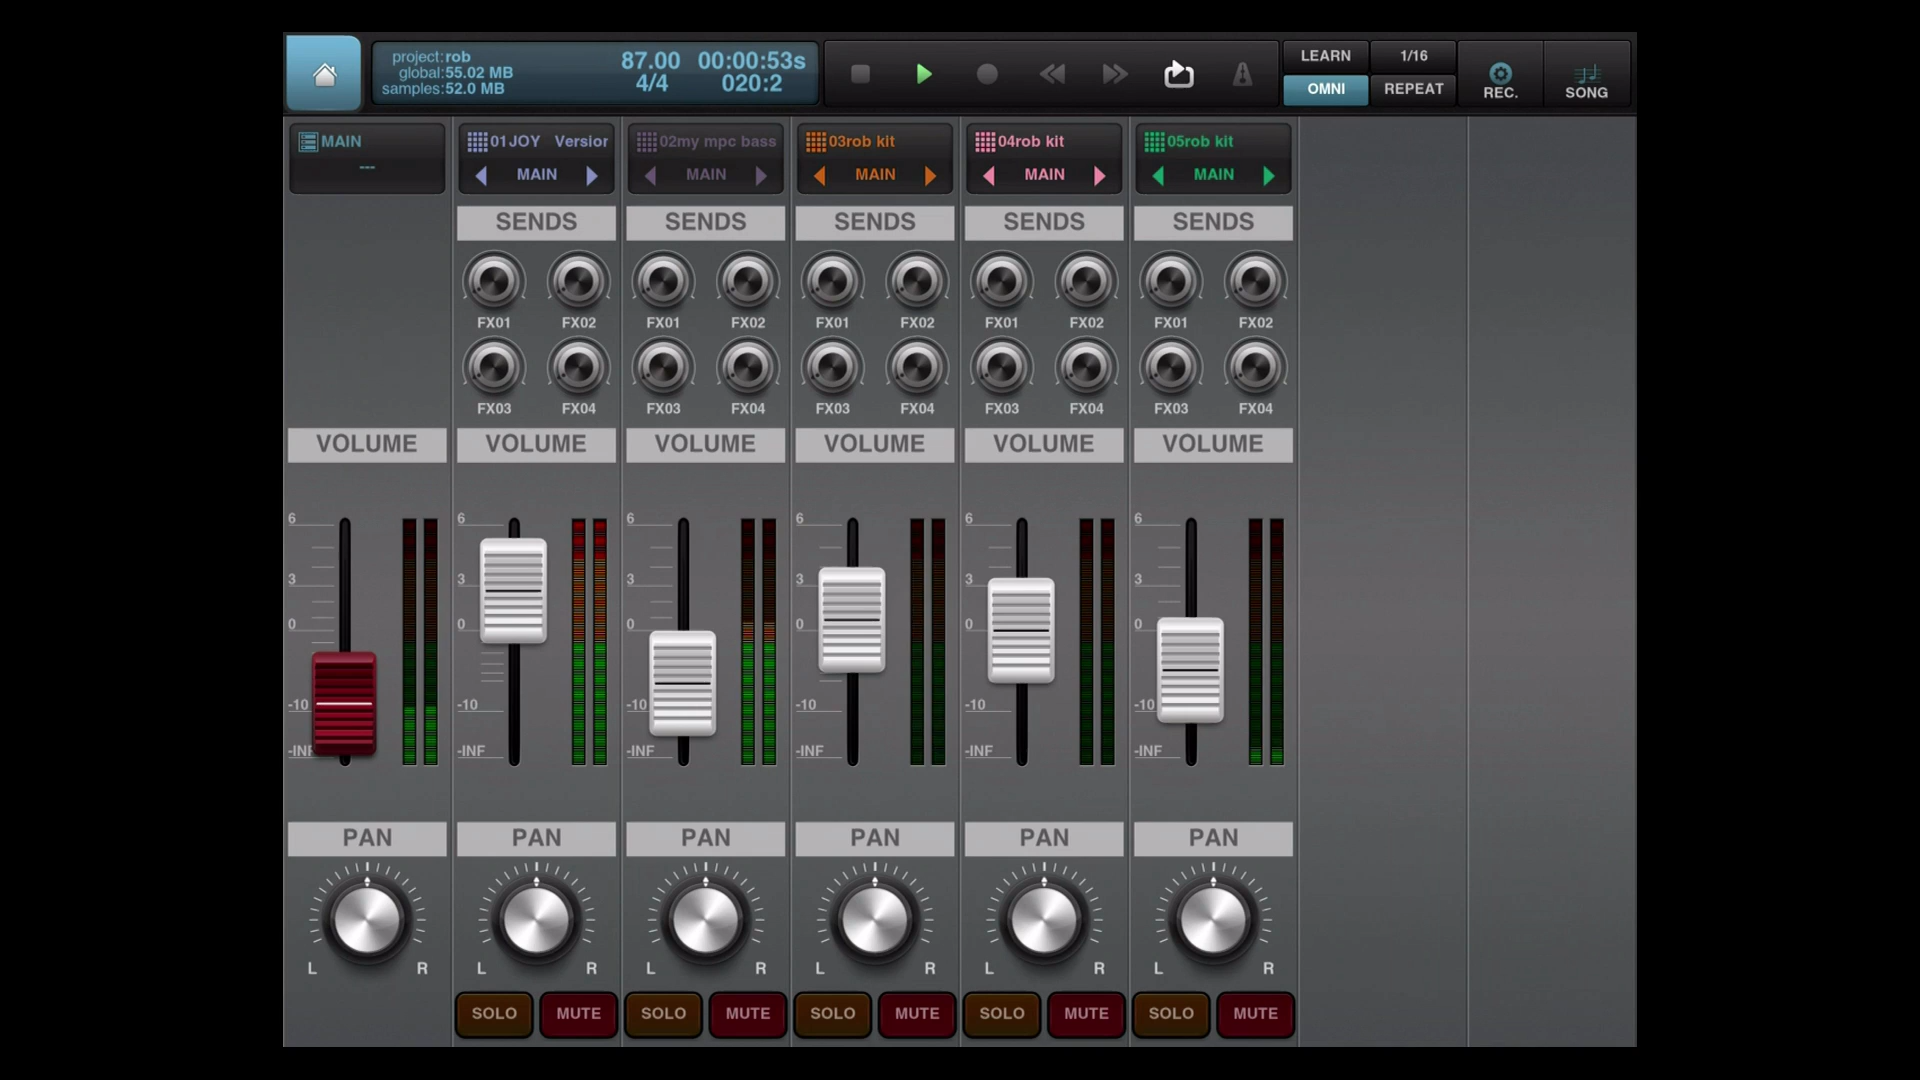 project:rob
global:55.02 MB
samples:52.0 MB
87.00
4/4
00:00:53s
020:2
LEARN
OMNI
1/16
REPEAT
REC.
SONG
MAIN
---
01JOY Version
MAIN
02my mpc bass
MAIN
03rob kit
MAIN
04rob kit
MAIN
05rob kit
MAIN
SENDS
SENDS
SENDS
SENDS
SENDS
FX01 FX02
FX01 FX02
FX01 FX02
FX01 FX02
FX01 FX02
FX03 FX04
FX03 FX04
FX03 FX04
FX03 FX04
FX03 FX04
VOLUME
VOLUME
VOLUME
VOLUME
VOLUME
VOLUME
6
3
0
-10
-INF
6
3
0
-10
-INF
6
3
0
-10
-INF
6
3
0
-10
-INF
6
3
0
-10
-INF
6
3
0
-10
-INF
PAN
PAN
PAN
PAN
PAN
PAN
L R
L R
L R
L R
L R
L R
SOLO MUTE
SOLO MUTE
SOLO MUTE
SOLO MUTE
SOLO MUTE